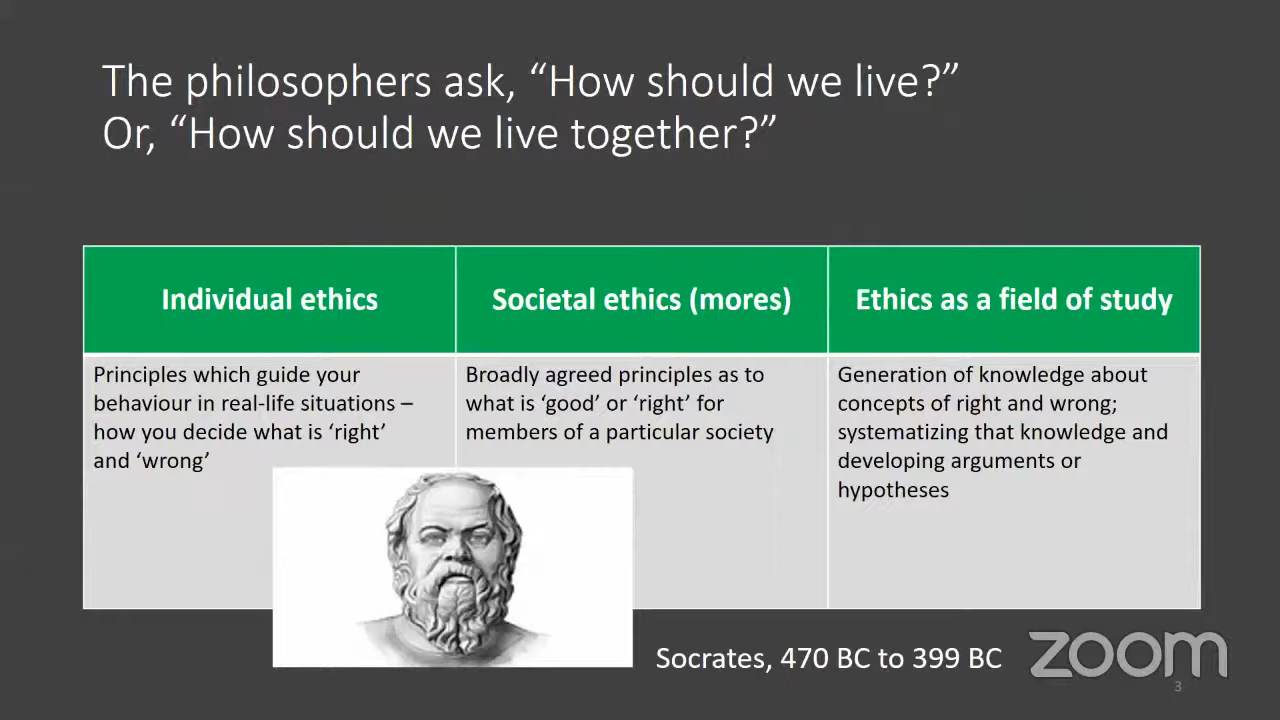 The philosophers ask, “How should we live?”
Or, “How should we live together?”
Individual ethics
Societal ethics (mores)
Ethics as a field of study
Principles which guide your
behaviour in real-life situations –
how you decide what is ‘right’
and ‘wrong’
Broadly agreed principles as to
what is ‘good’ or ‘right’ for
members of a particular society
Generation of knowledge about
concepts of right and wrong;
systematizing that knowledge and
developing arguments or
hypotheses
Socrates, 470 BC to 399 BC
zoom
3